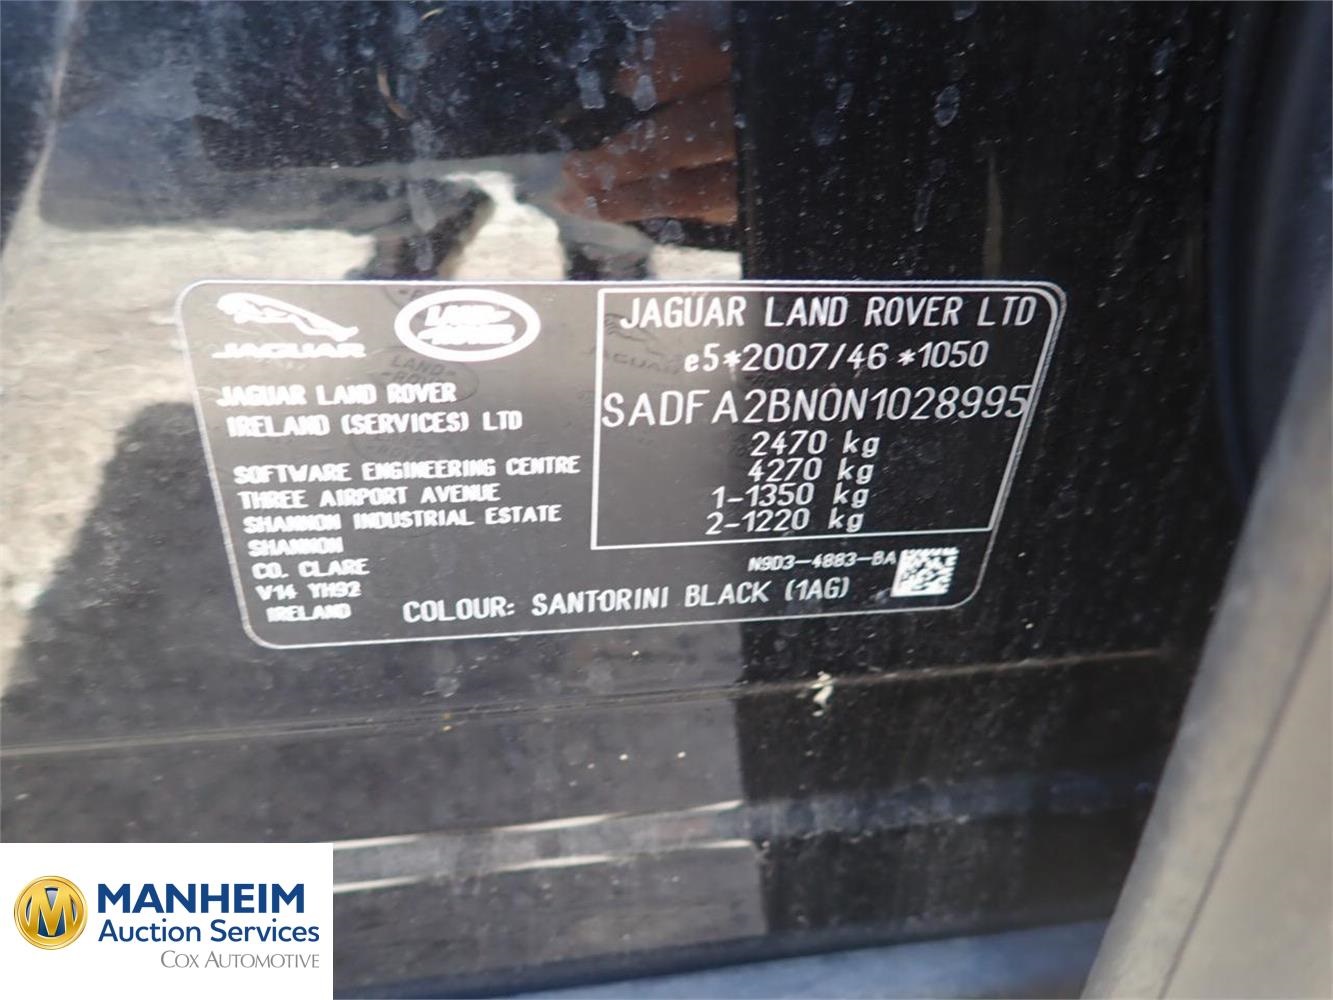 JAGUAR
LAND-
ROVER
JAGUAR LAND ROVER
IRELAND (SERVICES) LTD
SOFTWARE ENGINEERING CENTRE
THREE AIRPORT AVENUE
SHANNON INDUSTRIAL ESTATE
SHANNON
CO. CLARE
V14 YH92
IRELAND
JAGUAR LAND ROVER LTD
e5*2007/46 *1050
SADFA2BN0N1028995
2470 kg
4270 kg
1-1350 kg
2-1220 kg
N9D3-4883-BA
COLOUR: SANTORINI BLACK (1AG)
MANHEIM
Auction Services
COX AUTOMOTIVE